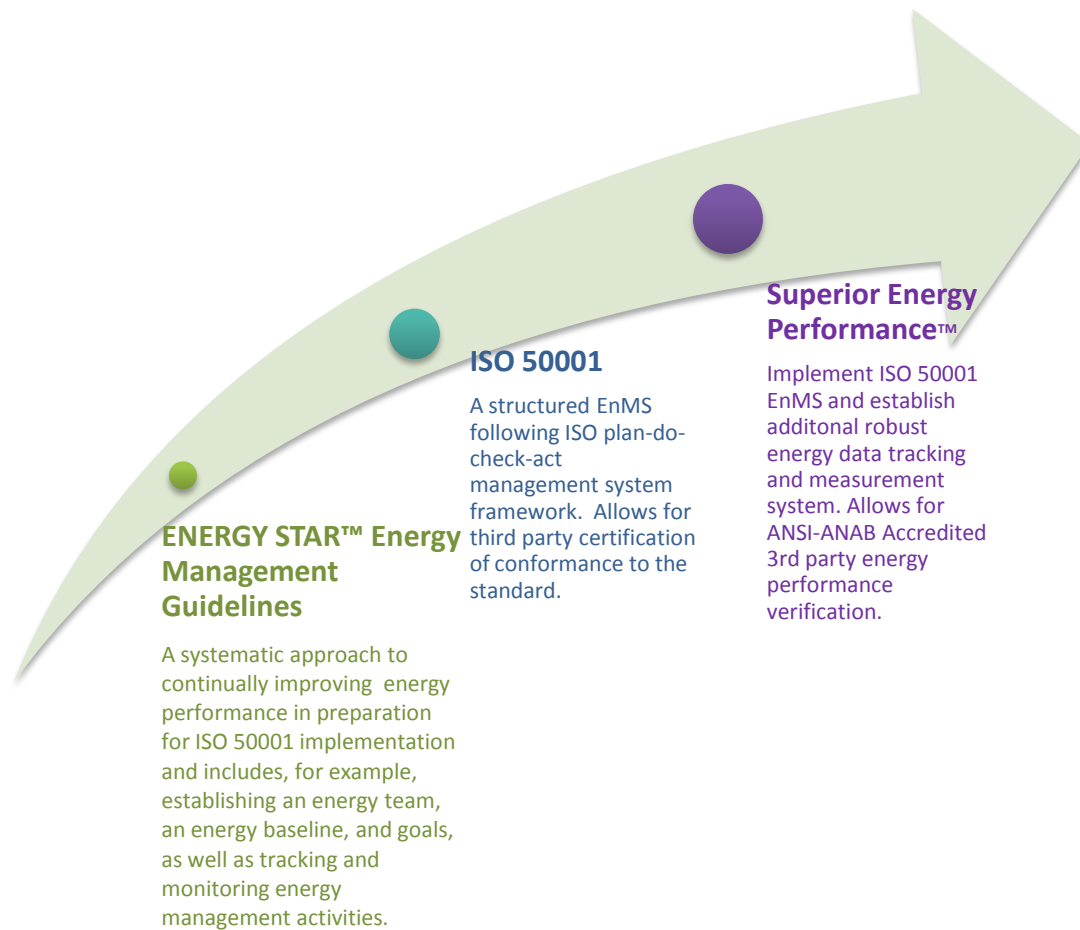 ENERGY STAR™ Energy
Management
Guidelines
A systematic approach to
continually improving energy
performance in preparation
for ISO 50001 implementation
and includes, for example,
establishing an energy team,
an energy baseline, and goals,
as well as tracking and
monitoring energy
management activities.
ISO 50001
A structured EnMS
following ISO plan-do-
check-act
management system
framework. Allows for
third party certification
of conformance to the
standard.
Superior Energy
Performance™
Implement ISO 50001
EnMS and establish
additonal robust
energy data tracking
and measurement
system. Allows for
ANSI-ANAB Accredited
3rd party energy
performance
verification.